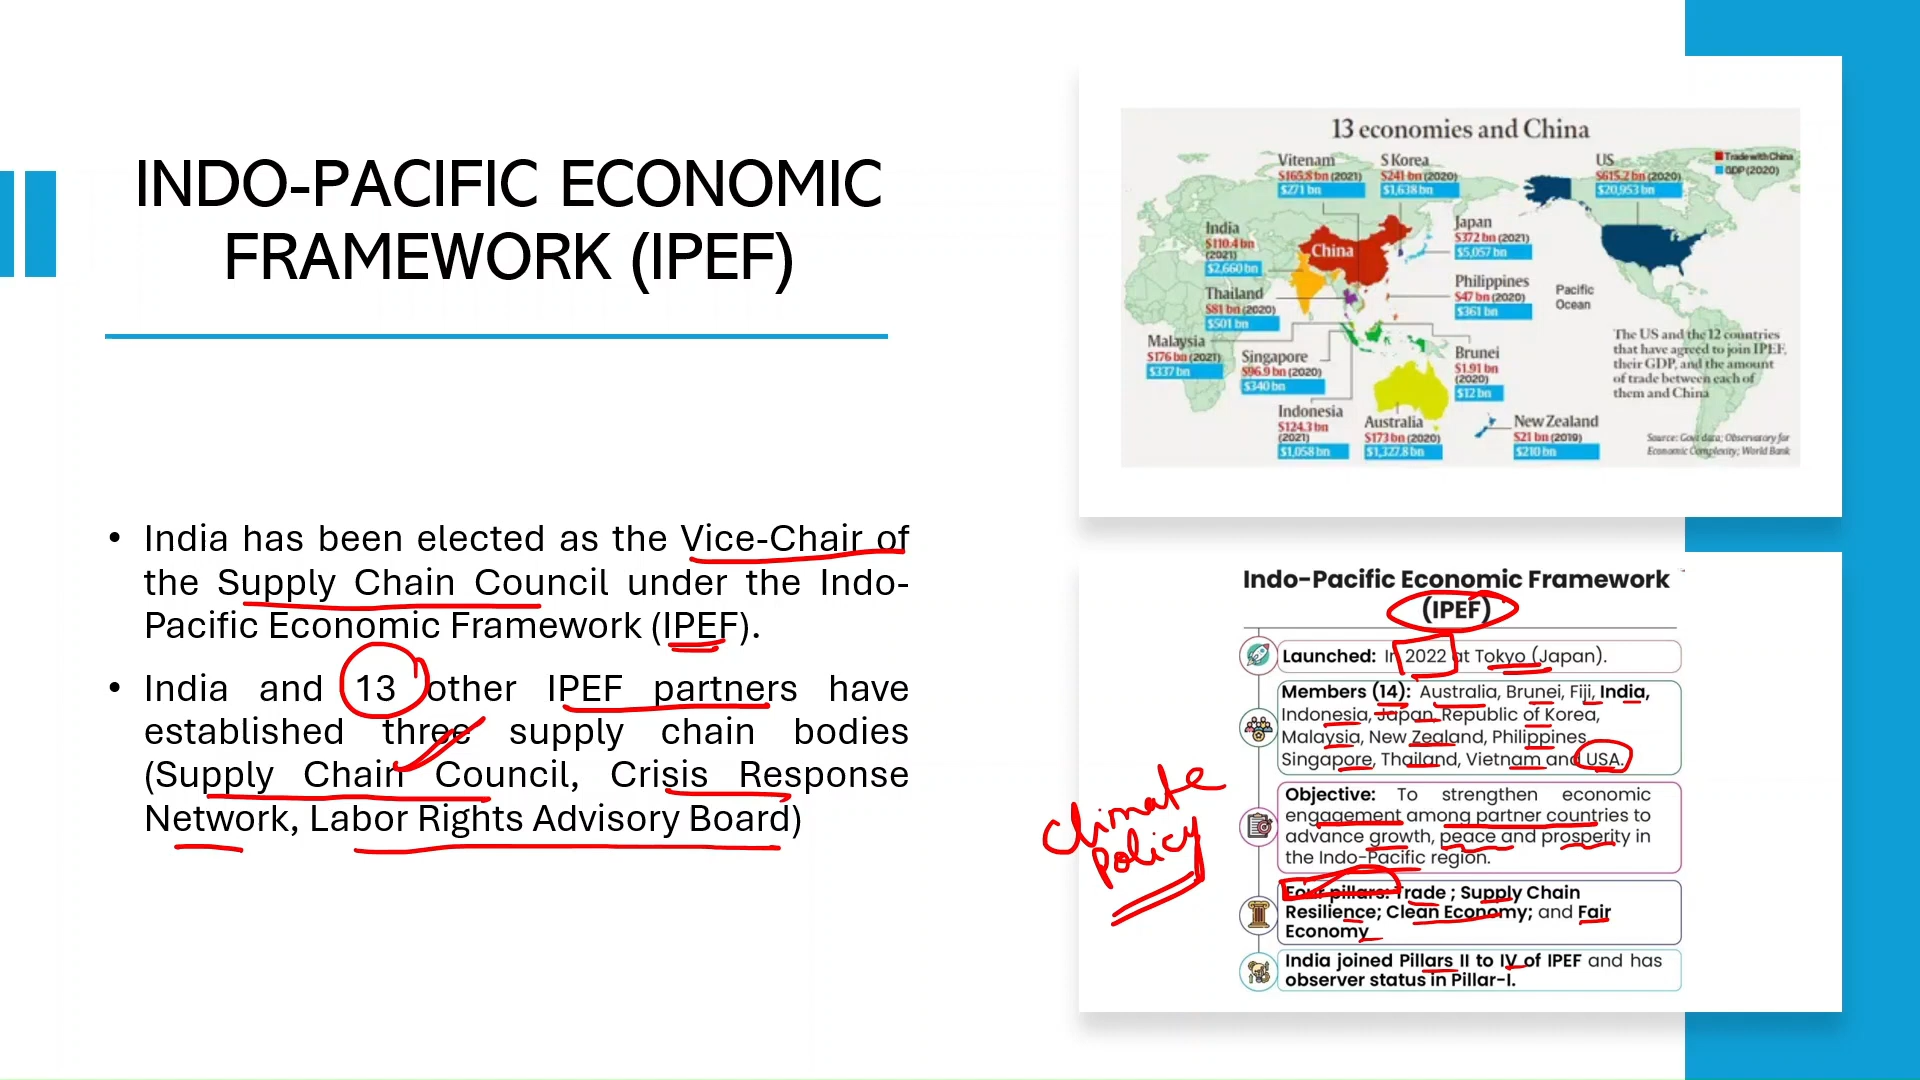 INDO-PACIFIC ECONOMIC
FRAMEWORK (IPEF)
• India has been elected as the Vice-Chair of
the Supply Chain Council under the Indo-
Pacific Economic Framework (IPEF).
• India and 13 other IPEF partners have
established three supply chain bodies
(Supply Chain Council, Crisis Response
Network, Labor Rights Advisory Board)
13 economies and China
Trade with China
GDP (2020)
Vitenam
$165.8 bn (2021)
$271 bn
S Korea
$241 bn (2020)
$1,638 bn
US
$615.2 bn (2020)
$20,953 bn
India
$110.4 bn
(2021)
$2,660 bn
China
Japan
$372 bn (2021)
$5,057 bn
Thailand
$81 bn (2020)
$501 bn
Philippines
$47 bn (2020)
$361 bn
Pacific
Ocean
Malaysia
$176 bn (2021)
$337 bn
Singapore
$96.9 bn (2020)
$340 bn
Brunei
$1.91 bn
(2020)
$12 bn
The US and the 12 countries
that have agreed to join IPEF,
their GDP, and the amount
of trade between each of
them and China
Indonesia
$124.3 bn
(2021)
$1,058 bn
Australia
$173 bn (2020)
$1,327.8 bn
New Zealand
$21 bn (2019)
$210 bn
Source: Govt data; Observatory for
Economic Complexity; World Bank
Indo-Pacific Economic Framework
(IPEF)
Launched: In 2022 at Tokyo (Japan).
Members (14): Australia, Brunei, Fiji, India,
Indonesia, Japan, Republic of Korea,
Malaysia, New Zealand, Philippines,
Singapore, Thailand, Vietnam and USA.
Objective: To strengthen economic
engagement among partner countries to
advance growth, peace and prosperity in
the Indo-Pacific region.
Four pillars: Trade ; Supply Chain
Resilience; Clean Economy; and Fair
Economy
India joined Pillars II to IV of IPEF and has
observer status in Pillar-I.
Climate
Policy